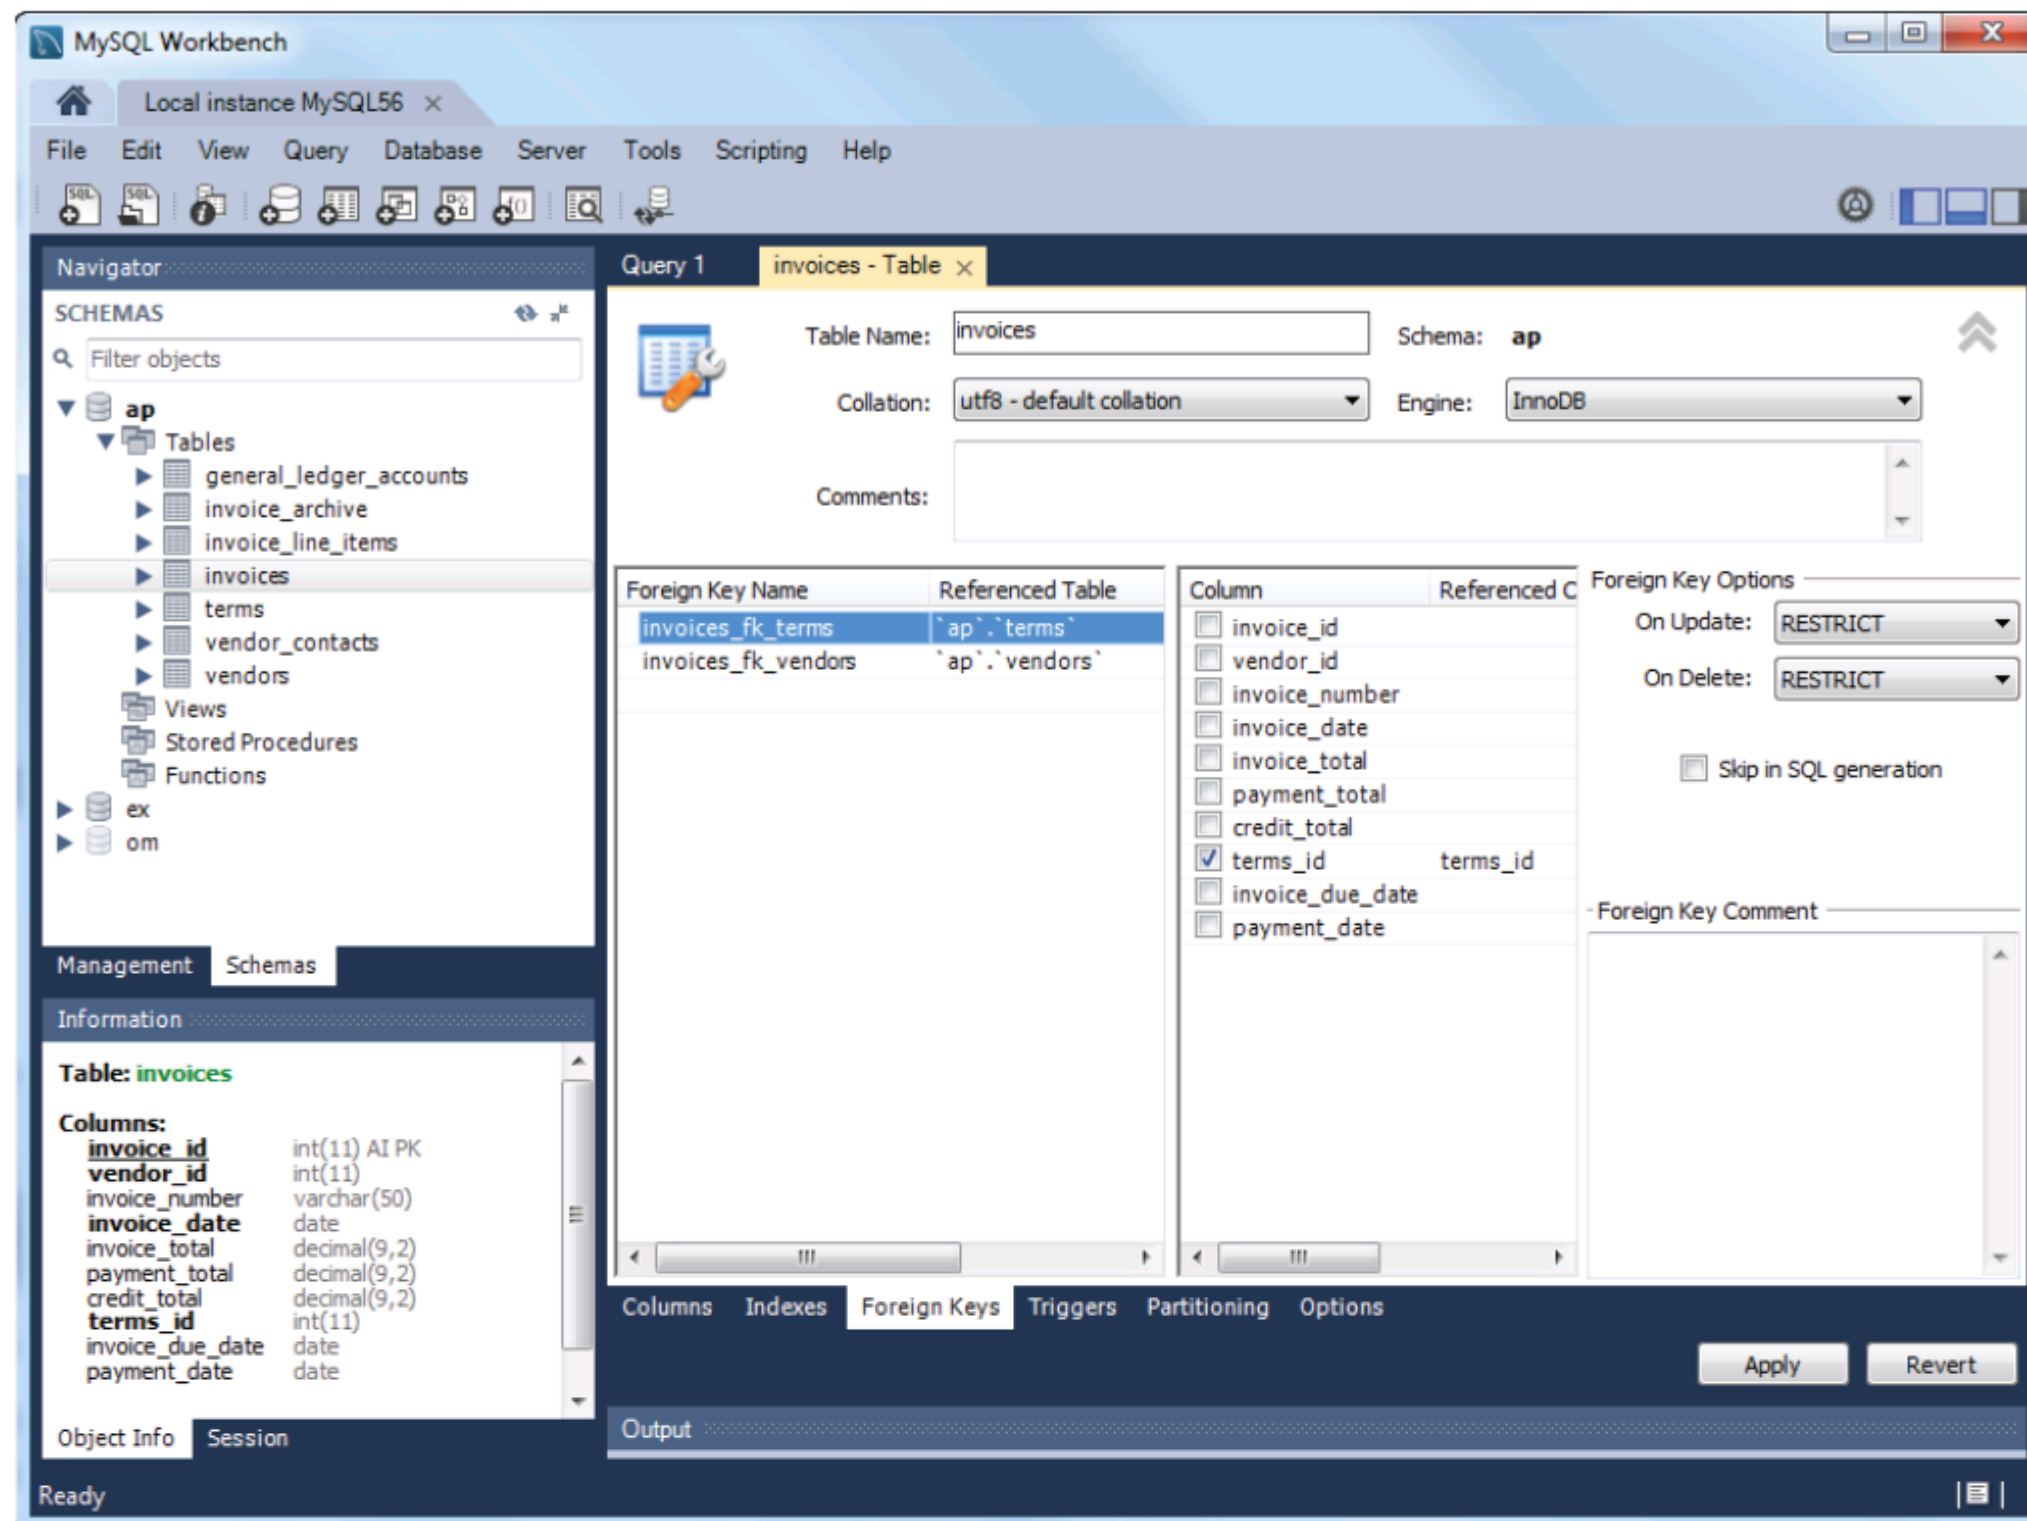 MySQL Workbench
Local instance MySQL56
File Edit View Query Database Server Tools Scripting Help
Navigator
SCHEMAS
Filter objects
ap
Tables
general_ledger_accounts
invoice_archive
invoice_line_items
invoices
terms
vendor_contacts
vendors
Views
Stored Procedures
Functions
ex
om
Management Schemas
Information
Table: invoices
Columns:
invoice_id int(11) AI PK
vendor_id int(11)
invoice_number varchar(50)
invoice_date date
invoice_total decimal(9,2)
payment_total decimal(9,2)
credit_total decimal(9,2)
terms_id int(11)
invoice_due_date date
payment_date date
Object Info Session
Query 1 invoices - Table
Table Name: invoices Schema: ap
Collation: utf8 - default collation Engine: InnoDB
Comments:
Foreign Key Name Referenced Table
invoices_fk_terms `ap`.`terms`
invoices_fk_vendors `ap`.`vendors`
Column Referenced C
invoice_id
vendor_id
invoice_number
invoice_date
invoice_total
payment_total
credit_total
terms_id terms_id
invoice_due_date
payment_date
Foreign Key Options
On Update: RESTRICT
On Delete: RESTRICT
Skip in SQL generation
Foreign Key Comment
Columns Indexes Foreign Keys Triggers Partitioning Options
Apply Revert
Output
Ready